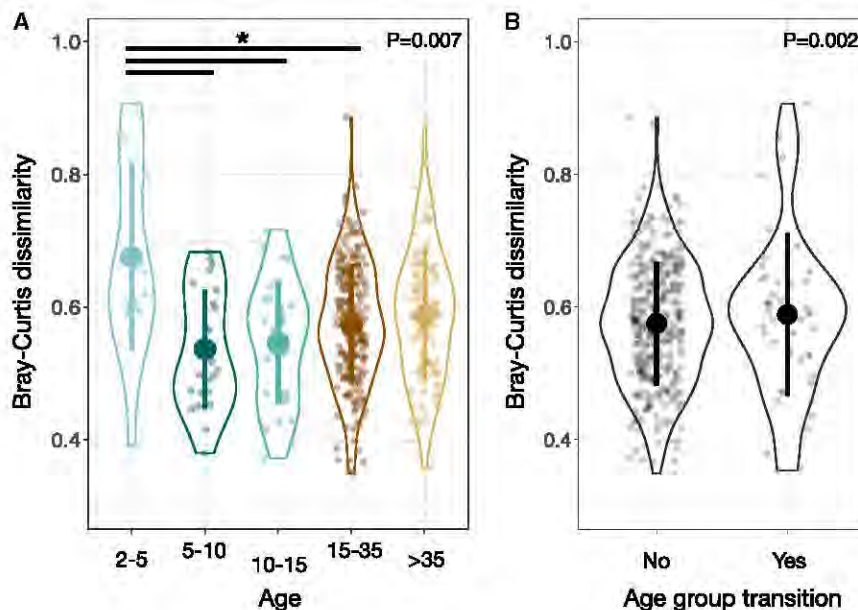 A
*
P=0.007
1.0
0.8
0.6
0.4
Bray-Curtis dissimilarity
2-5
5-10
10-15
15-35
>35
Age
B
P=0.002
1.0
0.8
0.6
0.4
Bray-Curtis dissimilarity
No
Yes
Age group transition